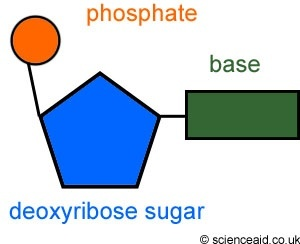 phosphate
base
deoxyribose sugar
© scienceaid.co.uk